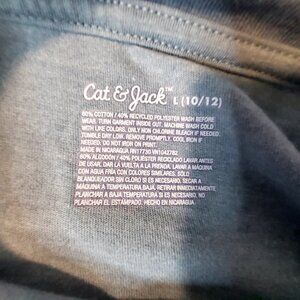 Cat & Jack™ L (10/12)
60% COTTON / 40% RECYCLED POLYESTER WASH BEFORE
WEAR. TURN GARMENT INSIDE OUT. MACHINE WASH COLD
WITH LIKE COLORS. ONLY NON CHLORINE BLEACH IF NEEDED.
TUMBLE DRY LOW. REMOVE PROMPTLY. COOL IRON IF
NEEDED. DO NOT IRON ON PRINT.
MADE IN NICARAGUA RN17730 VN1042782
60% ALGODÓN / 40% POLIÉSTER RECICLADO LAVAR ANTES
DE USAR. DAR LA VUELTA A LA PRENDA. LAVAR A MÁQUINA
CON AGUA FRÍA CON COLORES SIMILARES. SÓLO
BLANQUEADOR SIN CLORO SI ES NECESARIO. SECAR A
MÁQUINA A TEMPERATURA BAJA. RETIRAR INMEDIATAMENTE.
PLANCHAR A BAJA TEMPERATURA SI ES NECESARIO. NO
PLANCHAR EL ESTAMPADO. HECHO EN NICARAGUA.